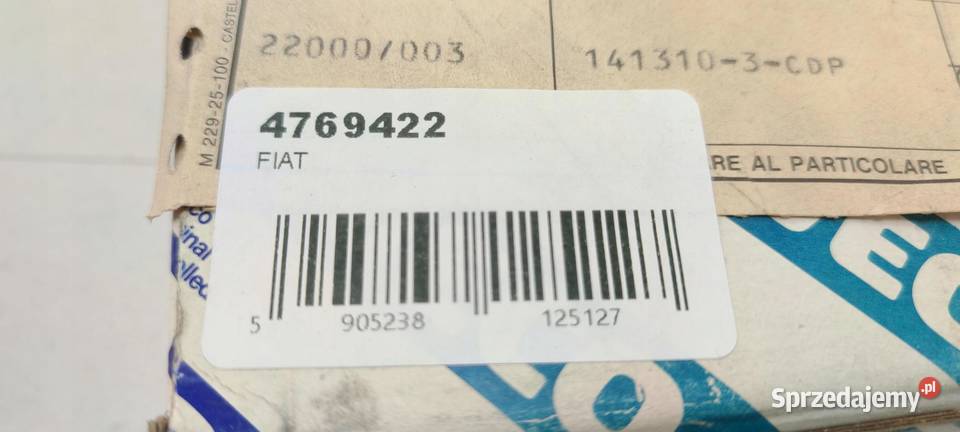 22000/003 141310-3-CDP
M 229-25-100 - CASTEL
4769422
FIAT
RE AL PARTICOLARE
5 905238 125127
Sprzedajemy.pl